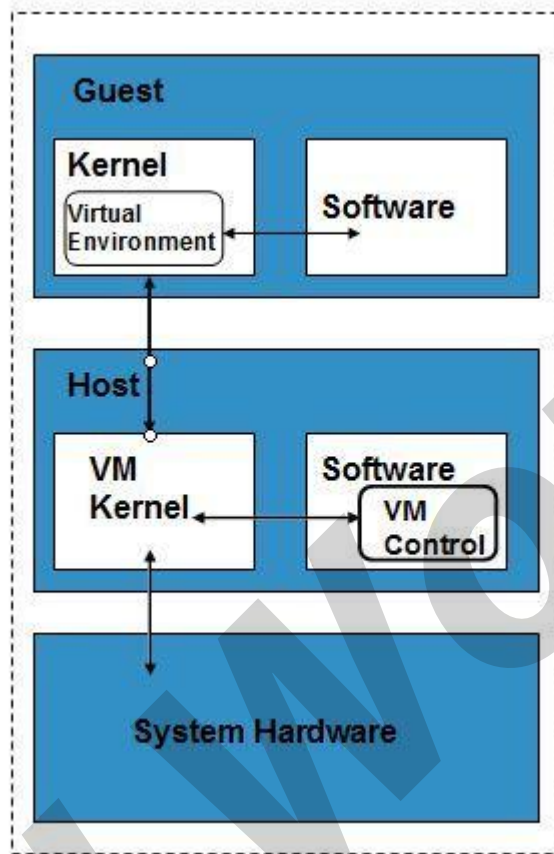 Guest
Kernel
Virtual
Environment
Software
Host
VM
Kernel
Software
VM
Control
System Hardware